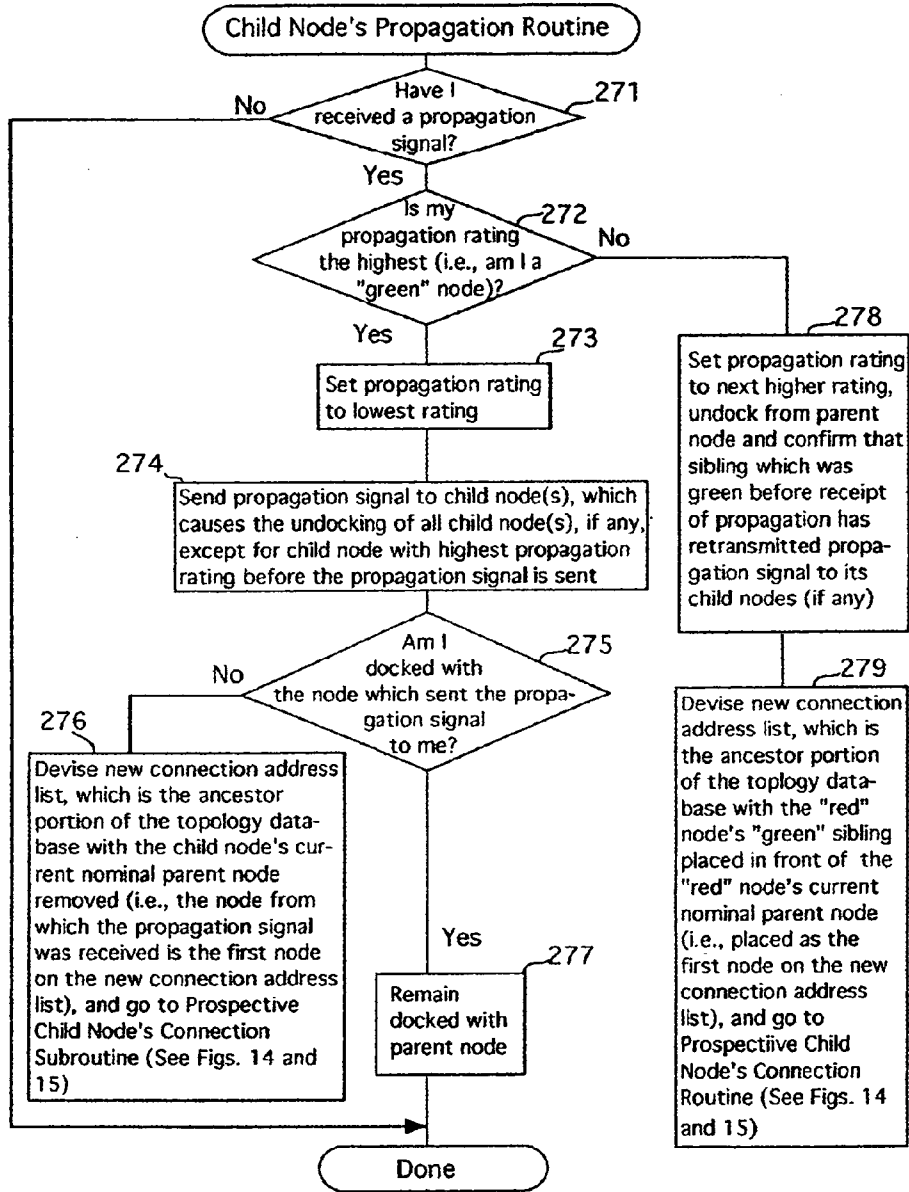 Child Node's Propagation Routine
Have I
received a propagation
signal?
271
No
Yes
Is my
propagation rating
the highest (i.e., am I a
"green" node)?
272
No
Yes
273
Set propagation rating
to lowest rating
278
Set propagation rating
to next higher rating,
undock from parent
node and confirm that
sibling which was
green before receipt
of propagation has
retransmitted propa-
gation signal to its
child nodes (if any)
274
Send propagation signal to child node(s), which
causes the undocking of all child node(s), if any,
except for child node with highest propagation
rating before the propagation signal is sent
Am I
docked with
the node which sent the propa-
gation signal
to me?
275
No
276
Devise new connection address
list, which is the ancestor
portion of the topology data-
base with the child node's cur-
rent nominal parent node
removed (i.e., the node from
which the propagation signal
was received is the first node
on the new connection address
list), and go to Prospective
Child Node's Connection
Subroutine (See Figs. 14 and
15)
Yes
277
Remain
docked with
parent node
279
Devise new connection
address list, which is
the ancestor portion
of the toplogy data-
base with the "red"
node's "green" sibling
placed in front of the
"red" node's current
nominal parent node
(i.e., placed as the
first node on the new
connection address
list), and go to
Prospectiive Child
Node's Connection
Routine (See Figs. 14
and 15)
Done